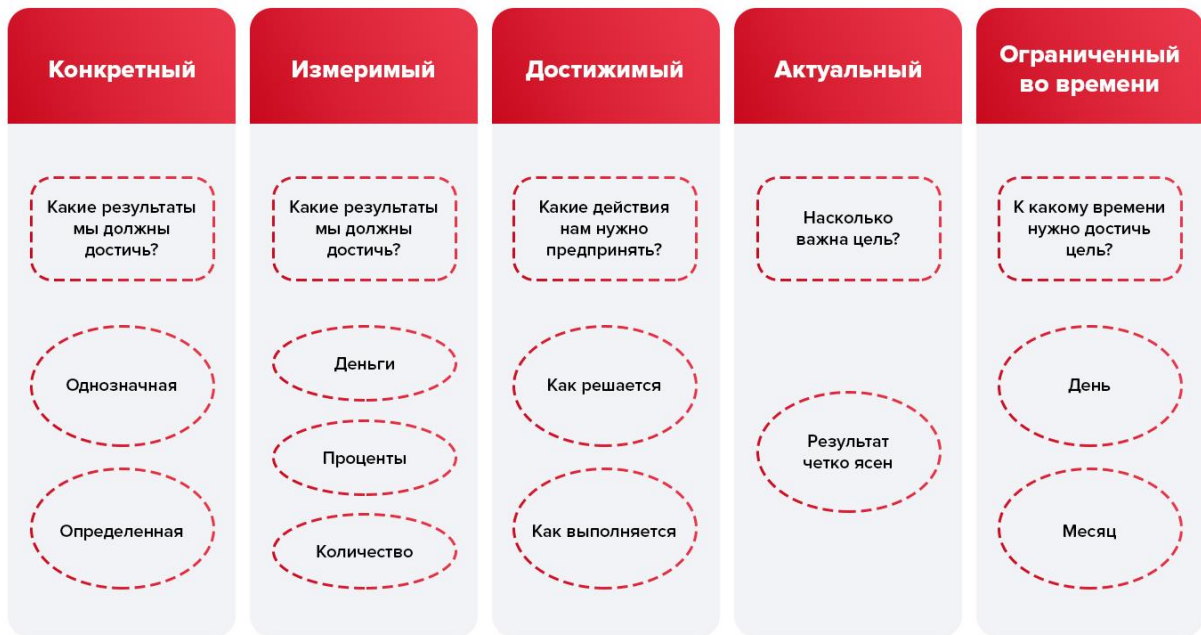 Конкретный
Какие результаты
мы должны
достичь?
Однозначная
Определенная
Измеримый
Какие результаты
мы должны
достичь?
Деньги
Проценты
Количество
Достижимый
Какие действия
нам нужно
предпринять?
Как решается
Как выполняется
Актуальный
Насколько
важна цель?
Результат
четко ясен
Ограниченный
во времени
К какому времени
нужно достичь
цель?
День
Месяц